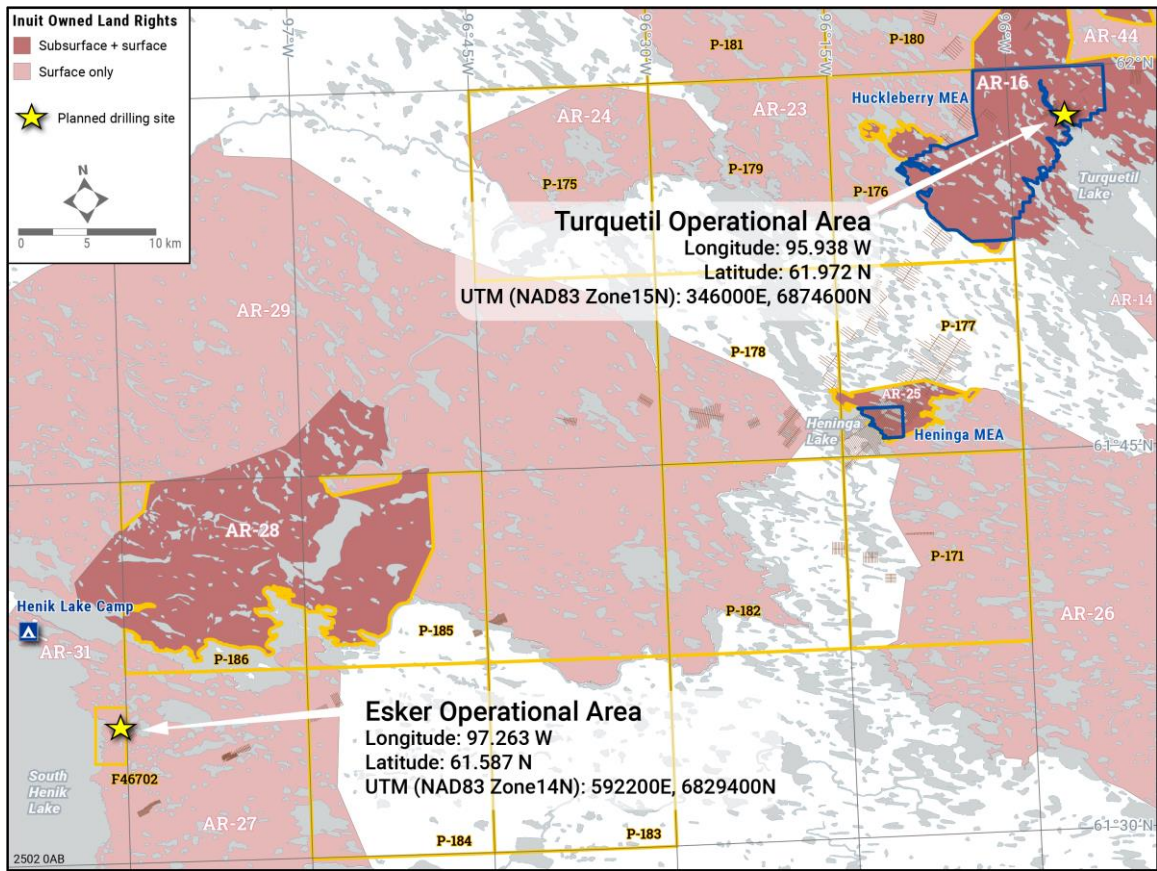 Inuit Owned Land Rights
Subsurface + surface
Surface only
Planned drilling site
N
0 5 10 km
97°W
96°45'W
96°30'W
96°15'W
96°W
62°N
61°45'N
61°30'N
P-181
P-180
AR-44
AR-16
Huckleberry MEA
AR-24
AR-23
P-175
P-179
P-176
Turquetil
Lake
Turquetil Operational Area
Longitude: 95.938 W
Latitude: 61.972 N
UTM (NAD83 Zone15N): 346000E, 6874600N
AR-29
AR-14
P-177
P-178
AR-25
Heninga
Lake
Heninga MEA
AR-28
P-171
Henik Lake Camp
AR-31
P-185
P-182
AR-26
P-186
Esker Operational Area
Longitude: 97.263 W
Latitude: 61.587 N
UTM (NAD83 Zone14N): 592200E, 6829400N
F46702
South
Henik
Lake
AR-27
P-184
P-183
2502 0AB